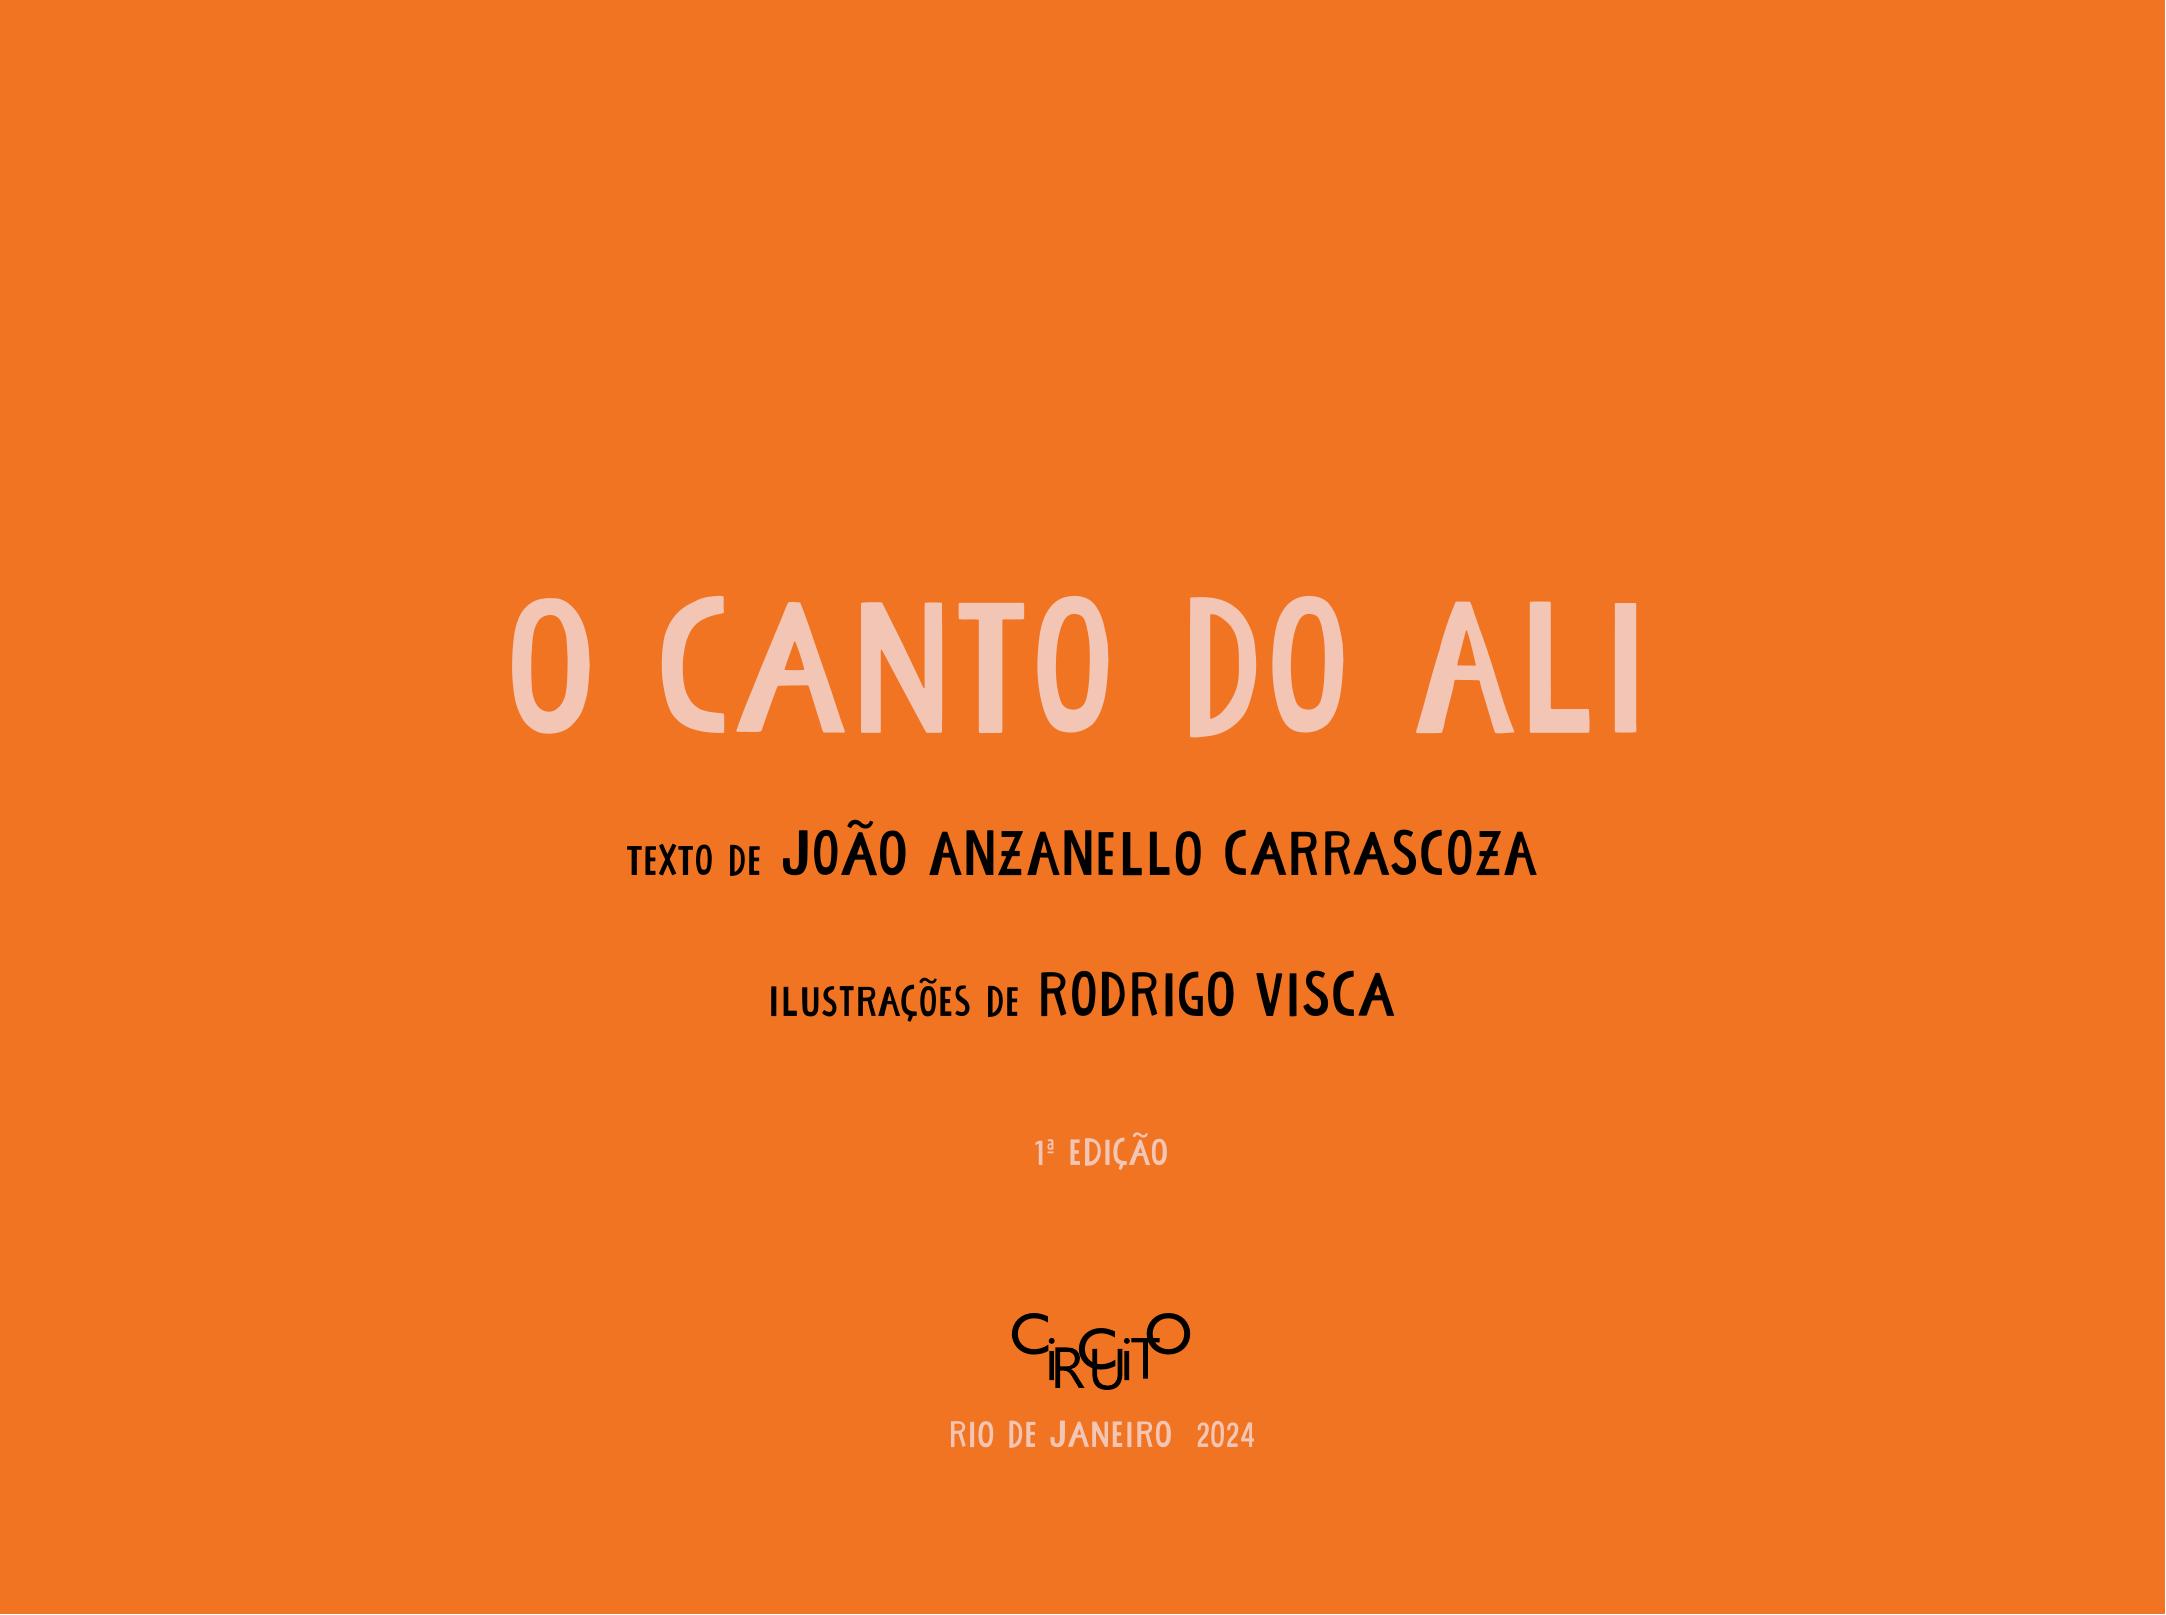 O CANTO DO ALI
TEXTO DE JOÃO ANZANELLO CARRASCOZA
ILUSTRAÇÕES DE RODRIGO VISCA
1ª EDIÇÃO
CiRCUiTO
RIO DE JANEIRO 2024